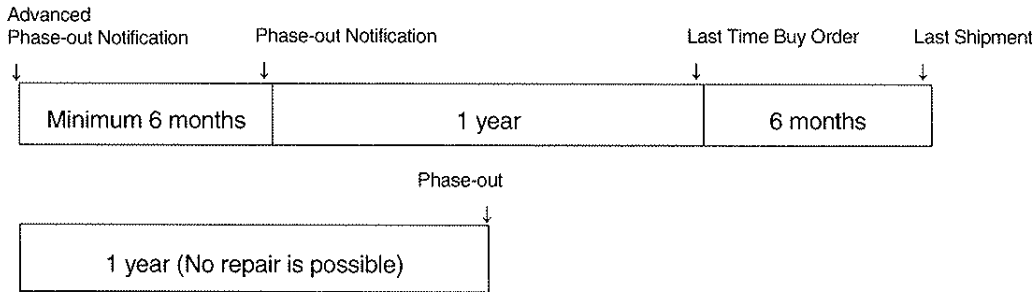 Advanced
Phase-out Notification
Phase-out Notification
Last Time Buy Order
Last Shipment
Minimum 6 months
1 year
6 months
Phase-out
1 year (No repair is possible)